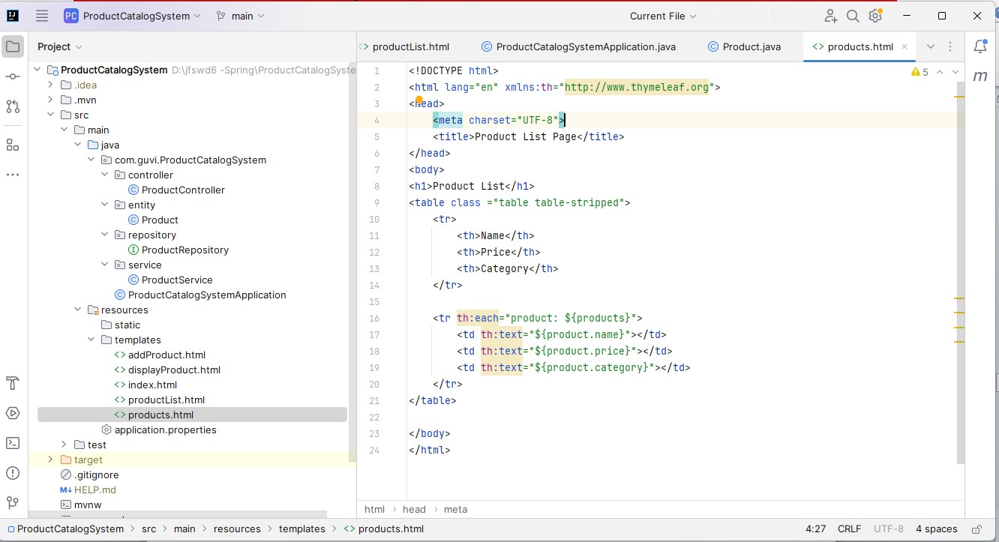 PC ProductCatalogSystem main Current File
Project
ProductCatalogSystem D:\jfswd6 -Spring\ProductCatalogSyste
.idea
.mvn
src
main
java
com.guvi.ProductCatalogSystem
controller
ProductController
entity
Product
repository
ProductRepository
service
ProductService
ProductCatalogSystemApplication
resources
static
templates
addProduct.html
displayProduct.html
index.html
productList.html
products.html
application.properties
test
target
.gitignore
HELP.md
mvnw
productList.html ProductCatalogSystemApplication.java Product.java products.html
5
1 <!DOCTYPE html>
2 <html lang="en" xmlns:th="http://www.thymeleaf.org">
3 <head>
4 <meta charset="UTF-8">
5 <title>Product List Page</title>
6 </head>
7 <body>
8 <h1>Product List</h1>
9 <table class ="table table-stripped">
10 <tr>
11 <th>Name</th>
12 <th>Price</th>
13 <th>Category</th>
14 </tr>
15
16 <tr th:each="product: ${products}">
17 <td th:text="${product.name}"></td>
18 <td th:text="${product.price}"></td>
19 <td th:text="${product.category}"></td>
20 </tr>
21 </table>
22
23 </body>
24 </html>
html > head > meta
ProductCatalogSystem > src > main > resources > templates > products.html 4:27 CRLF UTF-8 4 spaces